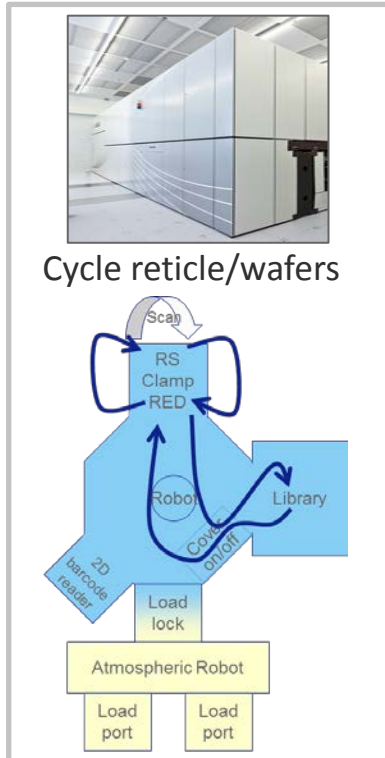 Cycle reticle/wafers
Scan
RS
Clamp
RED
Robot
Library
Cover
on/off
2D
barcode
reader
Load
lock
Atmospheric Robot
Load
port
Load
port